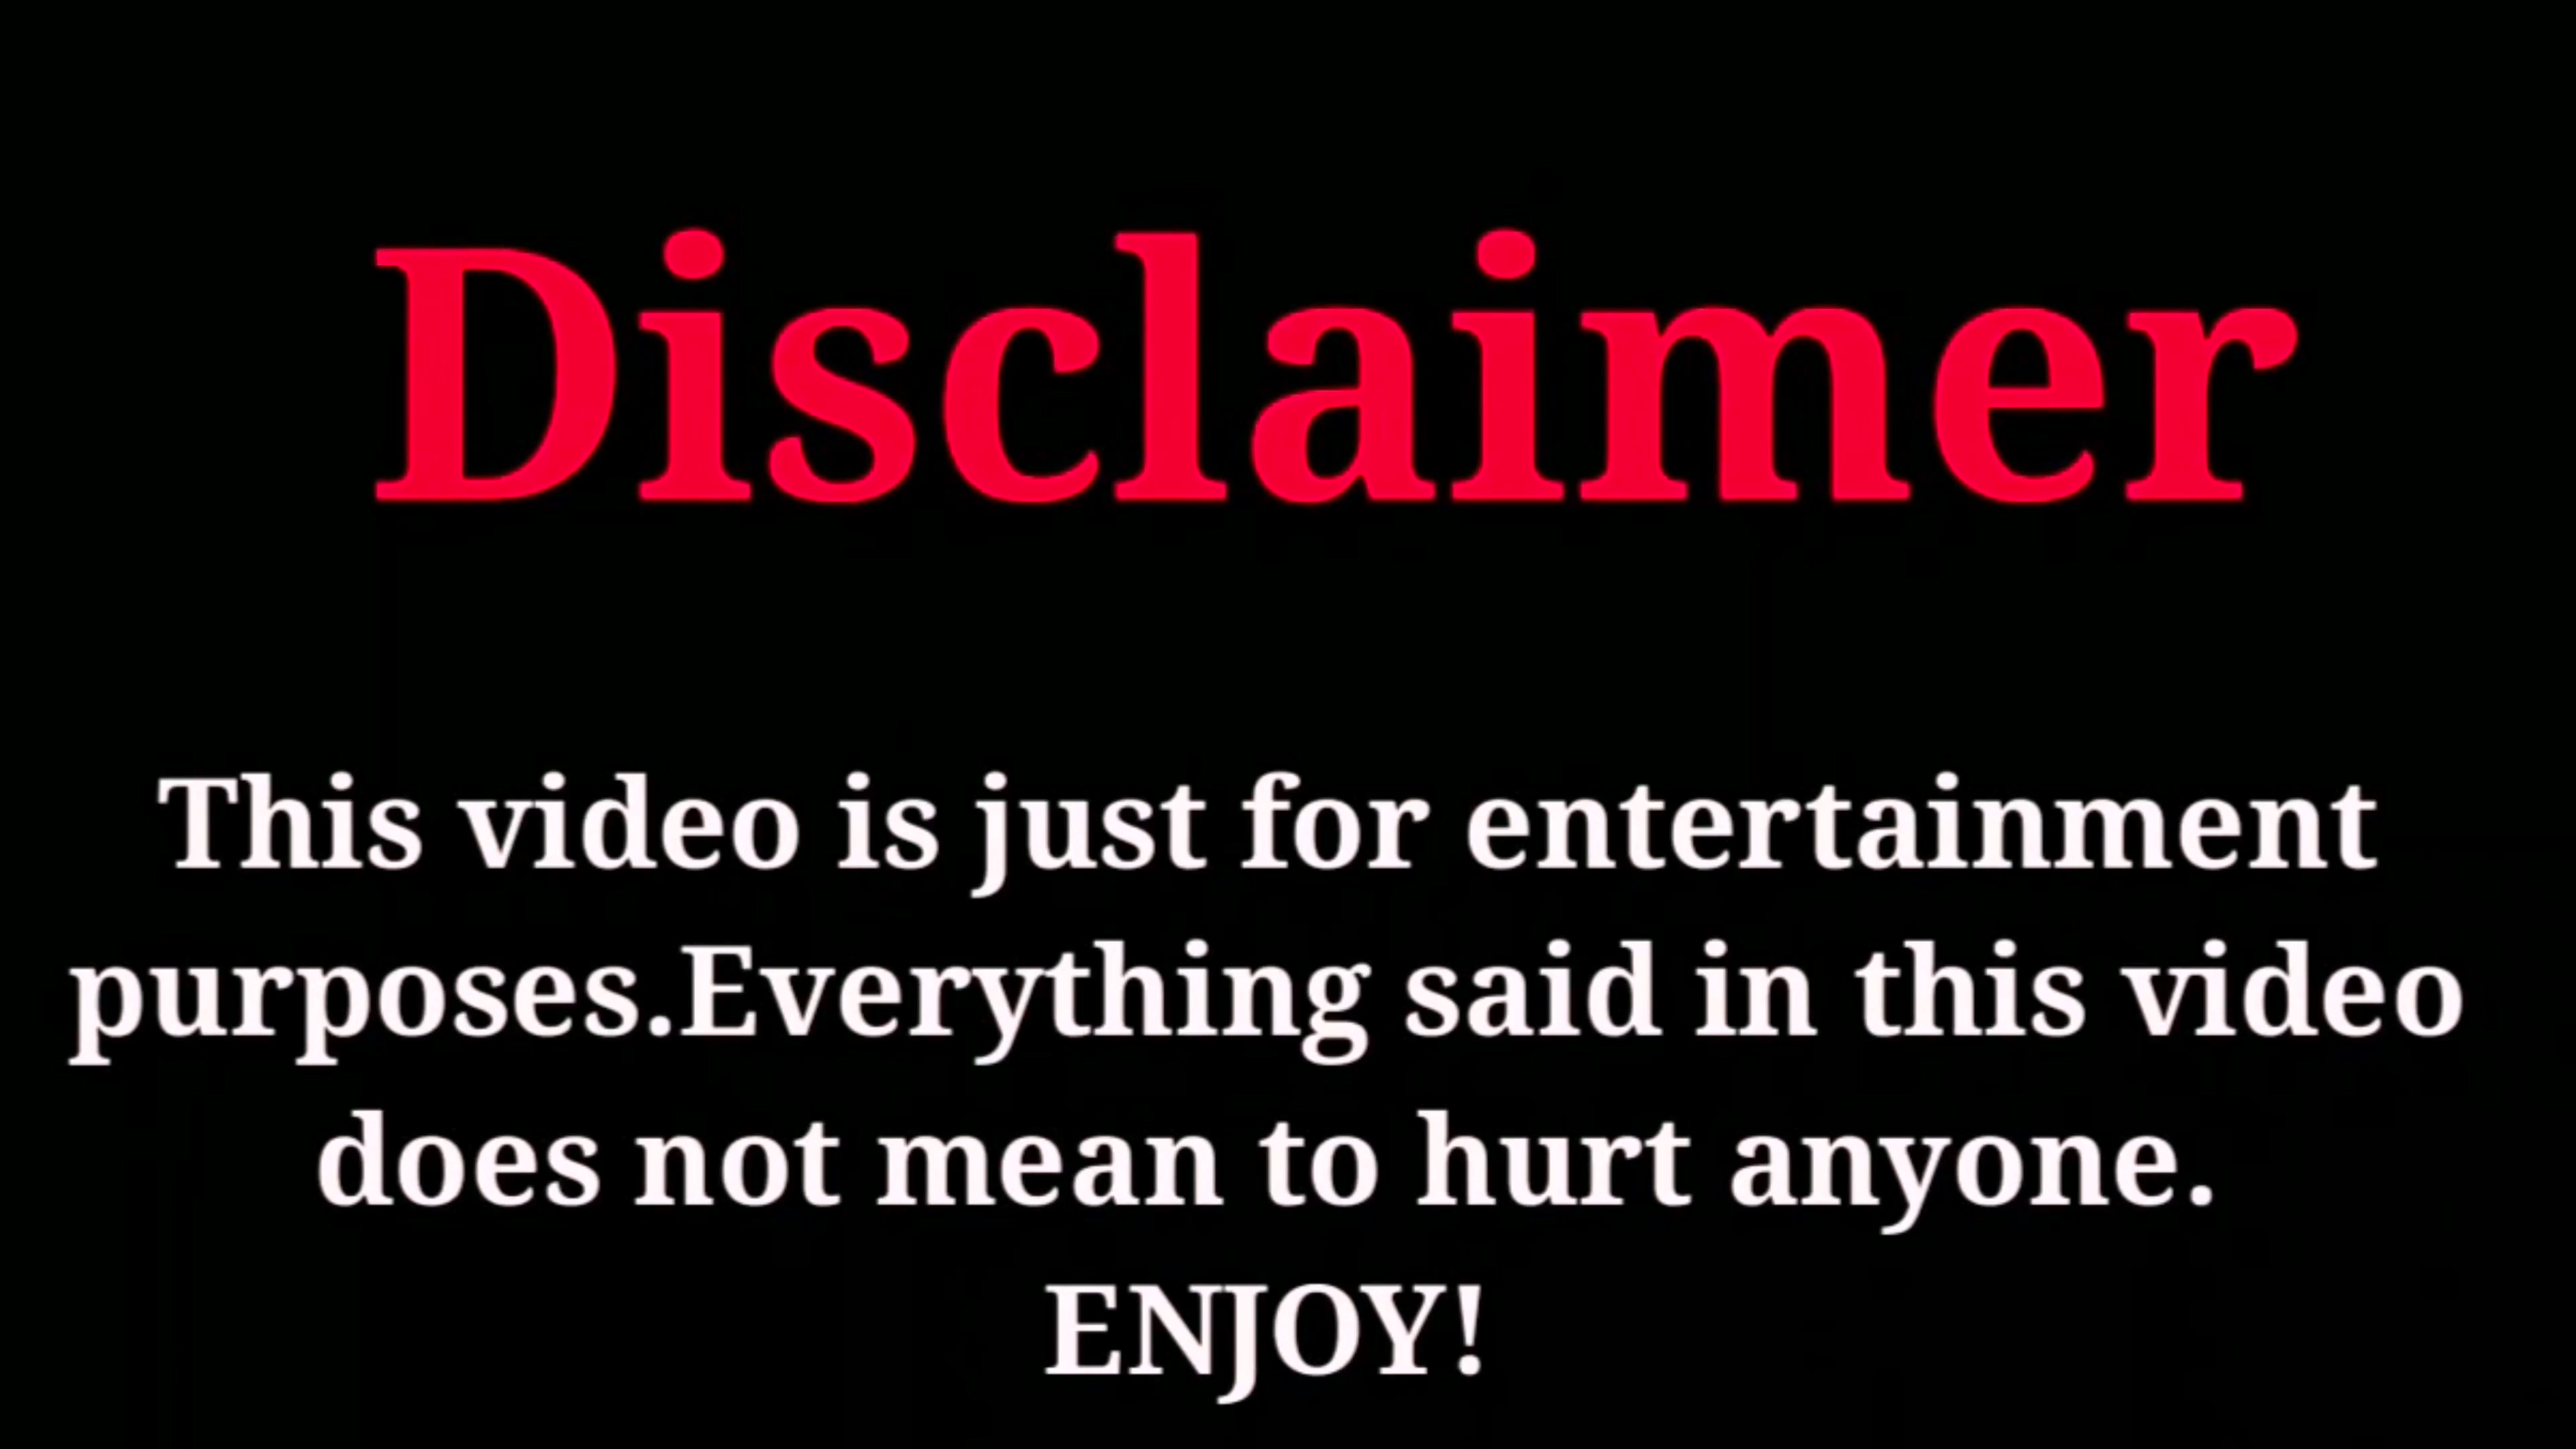 Disclaimer
This video is just for entertainment
purposes.Everything said in this video
does not mean to hurt anyone.
ENJOY!